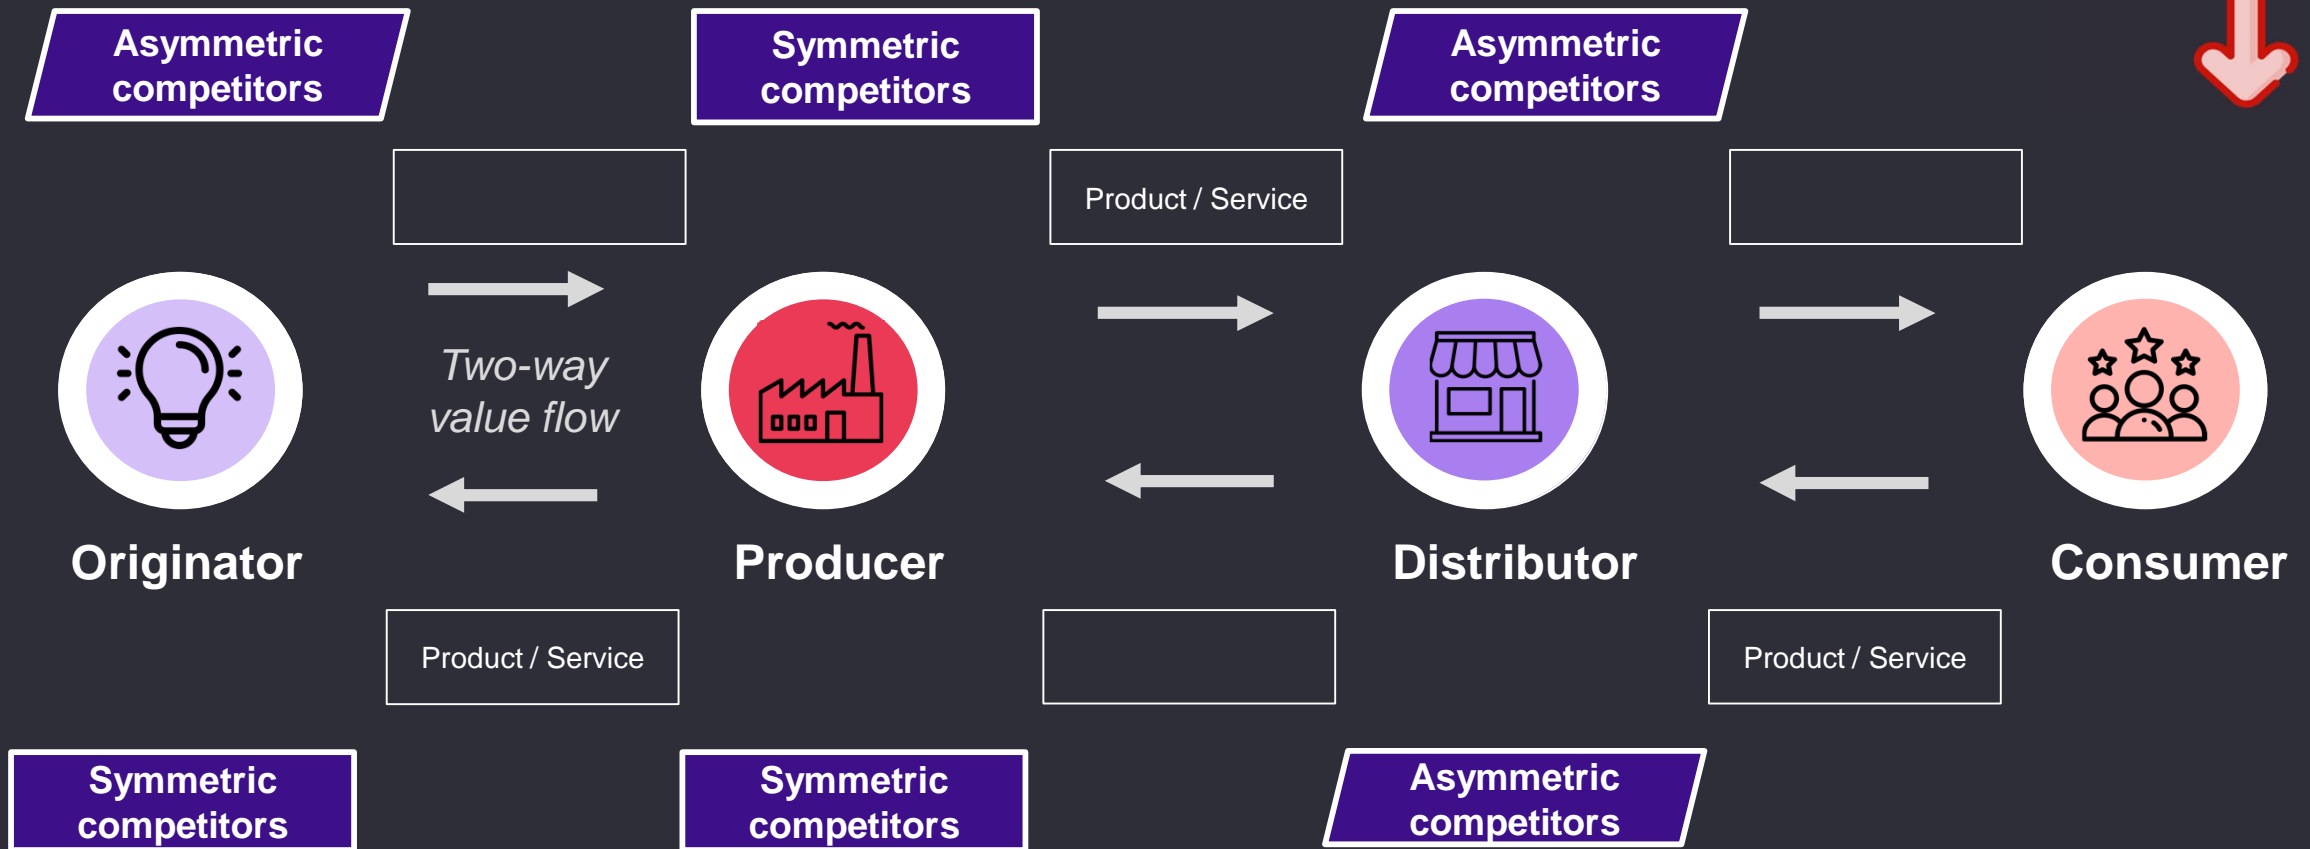 Asymmetric
competitors
Symmetric
competitors
Asymmetric
competitors
Product / Service
Two-way
value flow
Originator
Producer
Distributor
Consumer
Product / Service
Product / Service
Symmetric
competitors
Symmetric
competitors
Asymmetric
competitors